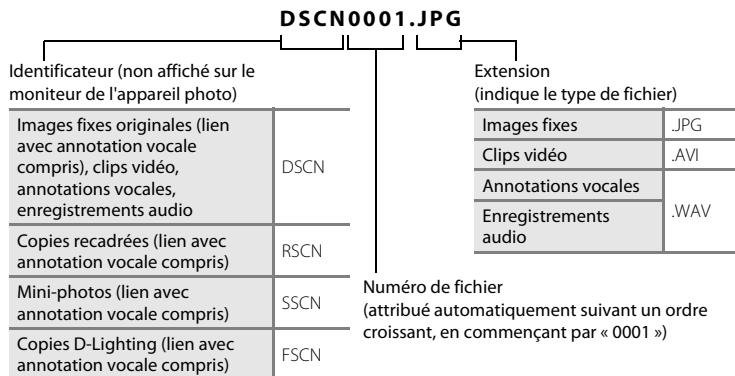 DSCN0001.JPG
Identificateur (non affiché sur le
moniteur de l'appareil photo)
Images fixes originales (lien
avec annotation vocale
compris), clips vidéo,
annotations vocales,
enregistrements audio
DSCN
Copies recadrées (lien avec
annotation vocale compris)
RSCN
Mini-photos (lien avec
annotation vocale compris)
SSCN
Copies D-Lighting (lien avec
annotation vocale compris)
FSCN
Extension
(indique le type de fichier)
Images fixes
.JPG
Clips vidéo
.AVI
Annotations vocales
Enregistrements
audio
.WAV
Numéro de fichier
(attribué automatiquement suivant un ordre
croissant, en commençant par « 0001 »)